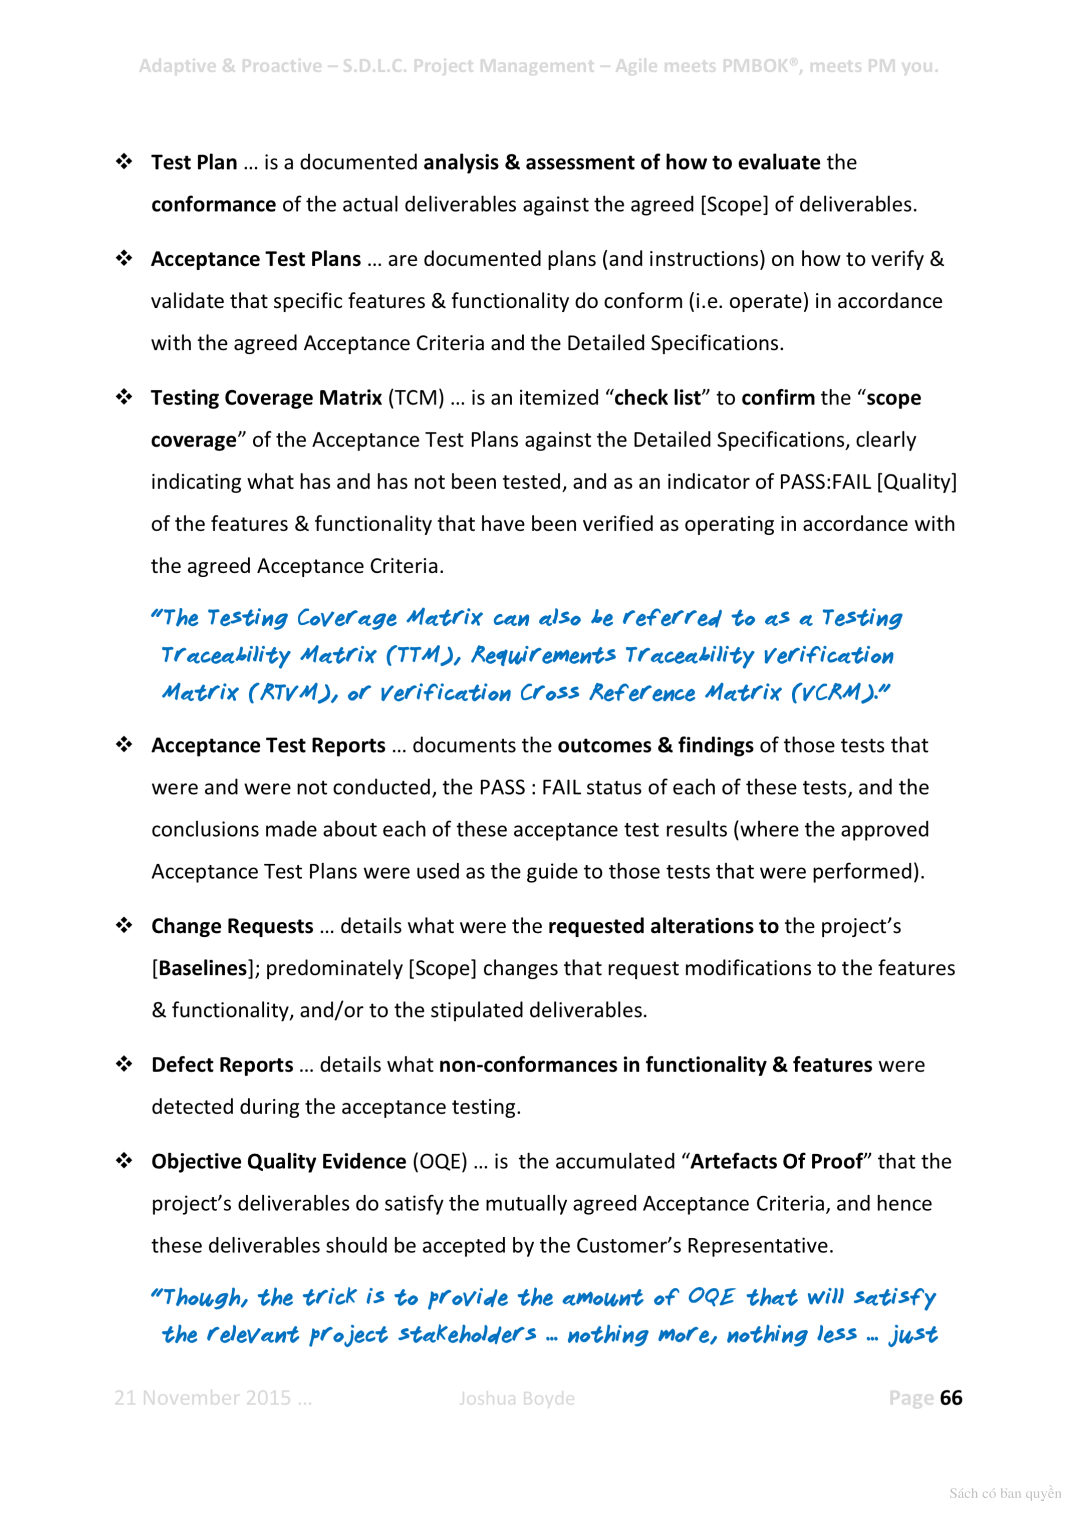 Adaptive & Proactive – S.D.L.C. Project Management – Agile meets PMBOK®, meets PM you.
❖ Test Plan ... is a documented analysis & assessment of how to evaluate the
conformance of the actual deliverables against the agreed [Scope] of deliverables.
❖ Acceptance Test Plans ... are documented plans (and instructions) on how to verify &
validate that specific features & functionality do conform (i.e. operate) in accordance
with the agreed Acceptance Criteria and the Detailed Specifications.
❖ Testing Coverage Matrix (TCM) ... is an itemized “check list” to confirm the “scope
coverage” of the Acceptance Test Plans against the Detailed Specifications, clearly
indicating what has and has not been tested, and as an indicator of PASS:FAIL [Quality]
of the features & functionality that have been verified as operating in accordance with
the agreed Acceptance Criteria.
“The Testing Coverage Matrix can also be referred to as a Testing
Traceability Matrix (TTM), Requirements Traceability Verification
Matrix (RTVM), or Verification Cross Reference Matrix (VCRM).”
❖ Acceptance Test Reports ... documents the outcomes & findings of those tests that
were and were not conducted, the PASS : FAIL status of each of these tests, and the
conclusions made about each of these acceptance test results (where the approved
Acceptance Test Plans were used as the guide to those tests that were performed).
❖ Change Requests ... details what were the requested alterations to the project’s
[Baselines]; predominately [Scope] changes that request modifications to the features
& functionality, and/or to the stipulated deliverables.
❖ Defect Reports ... details what non-conformances in functionality & features were
detected during the acceptance testing.
❖ Objective Quality Evidence (OQE) ... is the accumulated “Artefacts Of Proof” that the
project’s deliverables do satisfy the mutually agreed Acceptance Criteria, and hence
these deliverables should be accepted by the Customer’s Representative.
“Though, the trick is to provide the amount of OQE that will satisfy
the relevant project stakeholders ... nothing more, nothing less ... just
21 November 2015 ... Joshua Boyde Page 66
Sách có bản quyền